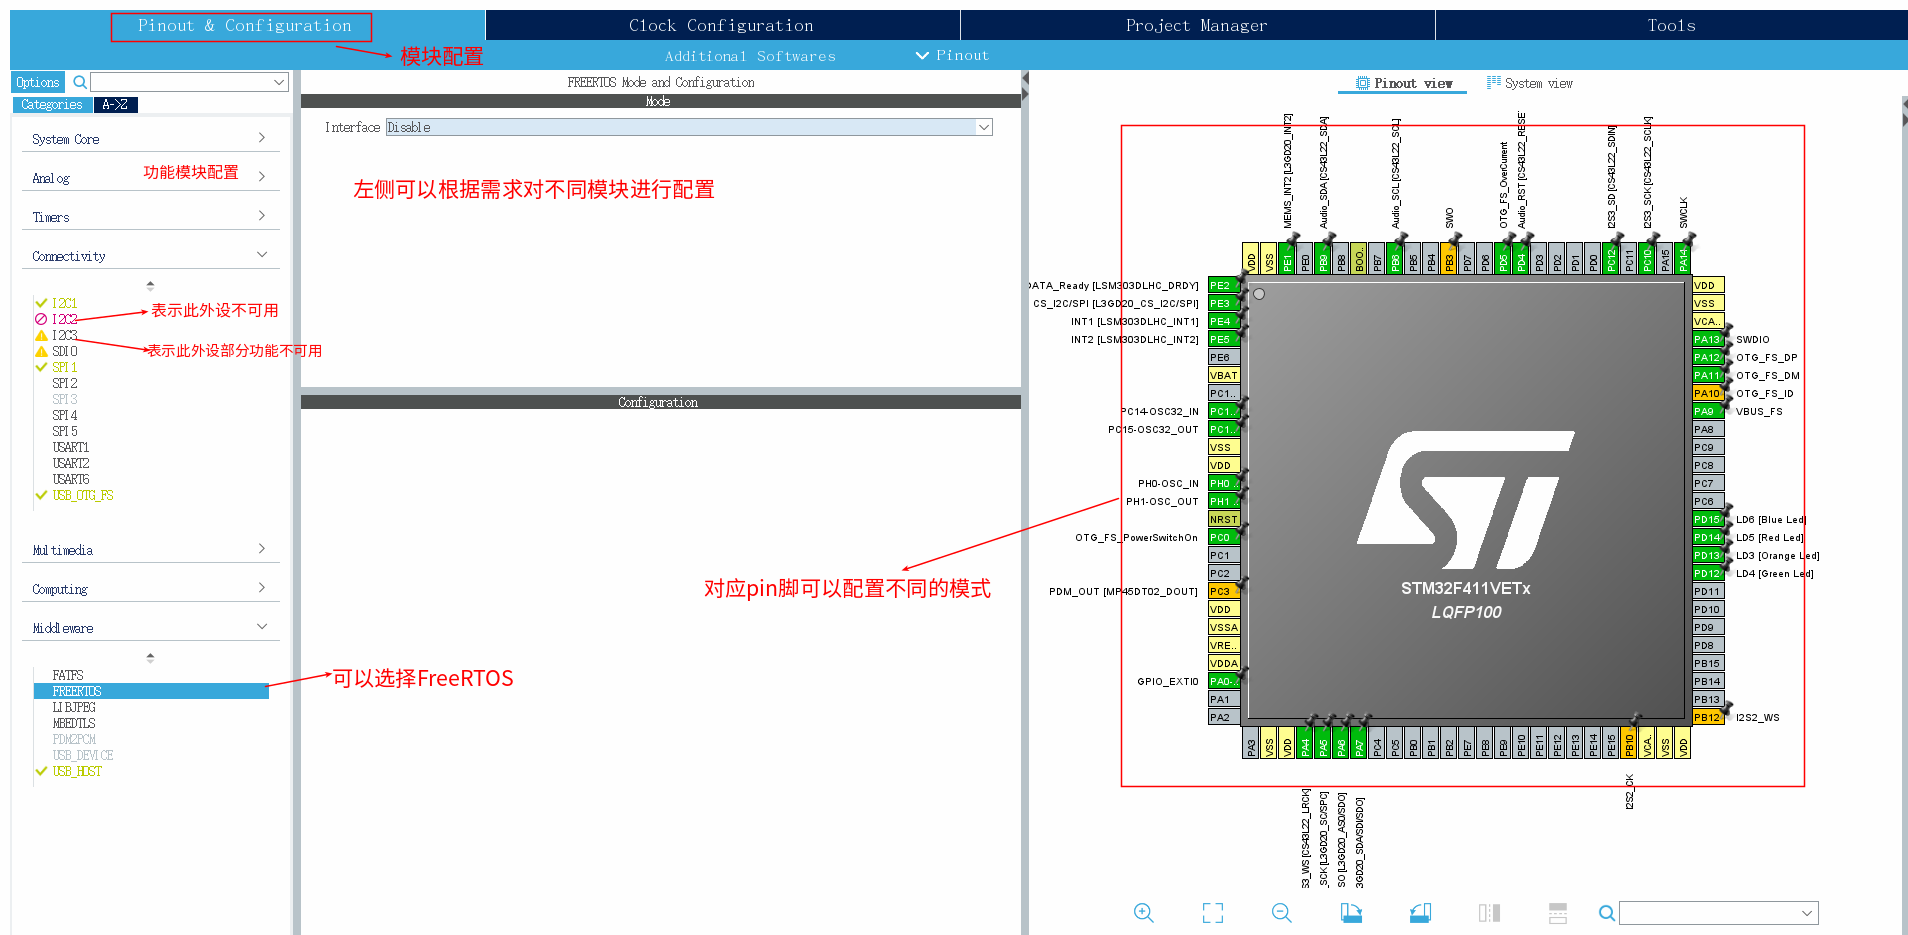 Pinout & Configuration
Clock Configuration
Project Manager
Tools
模块配置
Additional Softwares
Pinout
Options
Categories
A->Z
System Core
功能模块配置
Analog
Timers
Connectivity
I2C1
I2C2
表示此外设不可用
I2C3
表示此外设部分功能不可用
SDIO
SPI1
SPI2
SPI3
SPI4
SPI5
USART1
USART2
USART6
USB_OTG_FS
Multimedia
Computing
Middleware
FATFS
FREERTOS
可以选择FreeRTOS
LIBJPEG
MBEDTLS
PDM2PCM
USB_DEVICE
USB_HOST
FREERTOS Mode and Configuration
Mode
Interface
Disable
左侧可以根据需求对不同模块进行配置
Configuration
对应pin脚可以配置不同的模式
Pinout view
System view
MEMS_INT2 [L3GD20_INT2]
Audio_SDA [CS43L22_SDA]
Audio_SCL [CS43L22_SCL]
SWO
OTG_FS_OverCurrent
Audio_RST [CS43L22_RESE
I2S3_SD [CS43L22_SDIN]
I2S3_SCK [CS43L22_SCLK]
SWCLK
VDD
VSS
PE1
PE0
PB9
PB8
BOO..
PB7
PB6
PB5
PB4
PB3
PD7
PD6
PD5
PD4
PD3
PD2
PD1
PD0
PC12
PC11
PC10
PA15
PA14
DATA_Ready [LSM303DLHC_DRDY]
PE2
CS_I2C/SPI [L3GD20_CS_I2C/SPI]
PE3
INT1 [LSM303DLHC_INT1]
PE4
INT2 [LSM303DLHC_INT2]
PE5
PE6
VBAT
PC1..
PC14-OSC32_IN
PC1..
PC15-OSC32_OUT
PC1..
VSS
VDD
PH0-OSC_IN
PH0 ..
PH1-OSC_OUT
PH1 ..
NRST
OTG_FS_PowerSwitchOn
PC0
PC1
PC2
PDM_OUT [MP45DT02_DOUT]
PC3
VDD
VSSA
VRE..
VDDA
GPIO_EXTI0
PA0-..
PA1
PA2
STM32F411VETx
LQFP100
VDD
VSS
VCA..
PA13
SWDIO
PA12
OTG_FS_DP
PA11
OTG_FS_DM
PA10
OTG_FS_ID
PA9
VBUS_FS
PA8
PC9
PC8
PC7
PC6
PD15
LD6 [Blue Led]
PD14
LD5 [Red Led]
PD13
LD3 [Orange Led]
PD12
LD4 [Green Led]
PD11
PD10
PD9
PD8
PB15
PB14
PB13
PB12
I2S2_WS
PA3
VSS
VDD
PA4
PA5
PA6
PA7
PC4
PC5
PB0
PB1
PB2
PE7
PE8
PE9
PE10
PE11
PE12
PE13
PE14
PE15
PB10
VCA..
VSS
VDD
S3_WS [CS43L22_LRCK]
_SCK [L3GD20_SC/SPC]
SO [L3GD20_AS0/SDO]
3GD20_SDA/SDI/SDO]
I2S2_CK